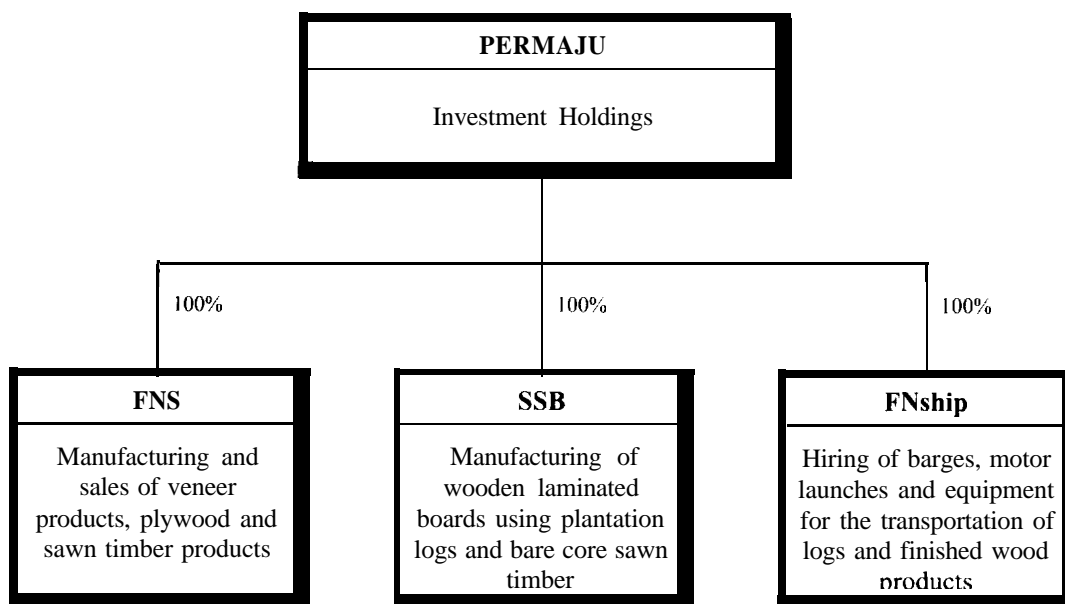 PERMAJU
Investment Holdings
100%
100%
100%
FNS
Manufacturing and
sales of veneer
products, plywood and
sawn timber products
SSB
Manufacturing of
wooden laminated
boards using plantation
logs and bare core sawn
timber
FNship
Hiring of barges, motor
launches and equipment
for the transportation of
logs and finished wood
products